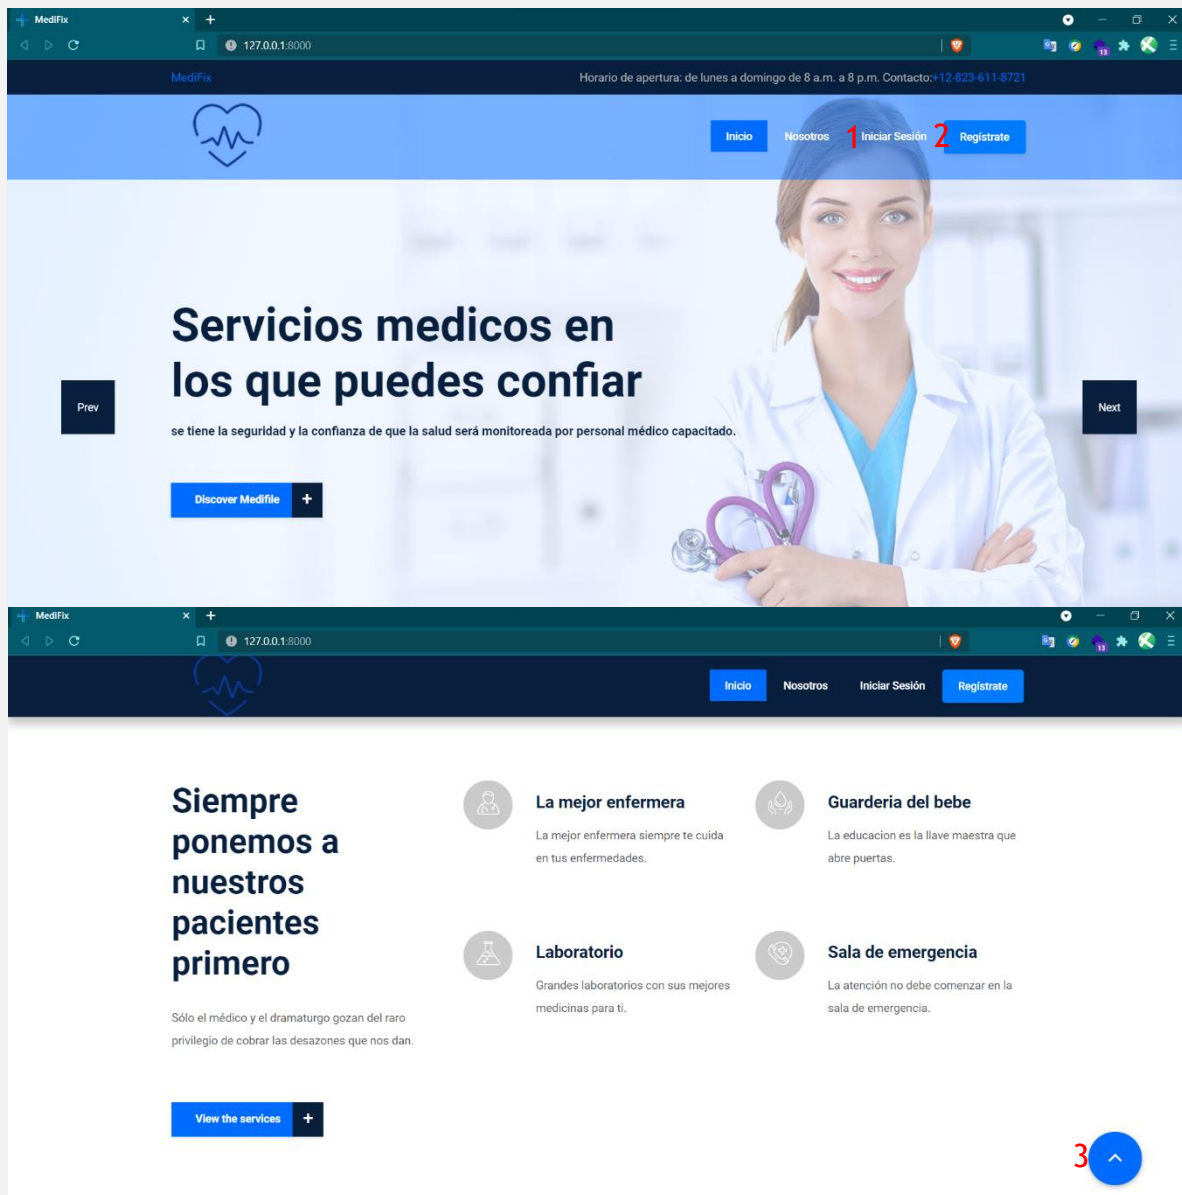 MediFix
127.0.0.1:8000
13
MediFix
Horario de apertura: de lunes a domingo de 8 a.m. a 8 p.m. Contacto:+12-823-611-8721
Inicio Nosotros 1 Iniciar Sesión 2 Regístrate
Servicios medicos en
los que puedes confiar
Prev
Next
se tiene la seguridad y la confianza de que la salud será monitoreada por personal médico capacitado.
Discover Medifile +
MediFix
127.0.0.1:8000
13
Inicio Nosotros Iniciar Sesión Regístrate
Siempre
ponemos a
nuestros
pacientes
primero
Sólo el médico y el dramaturgo gozan del raro
privilegio de cobrar las desazones que nos dan.
View the services +
La mejor enfermera
La mejor enfermera siempre te cuida
en tus enfermedades.
Guarderia del bebe
La educacion es la llave maestra que
abre puertas.
Laboratorio
Grandes laboratorios con sus mejores
medicinas para ti.
Sala de emergencia
La atención no debe comenzar en la
sala de emergencia.
3